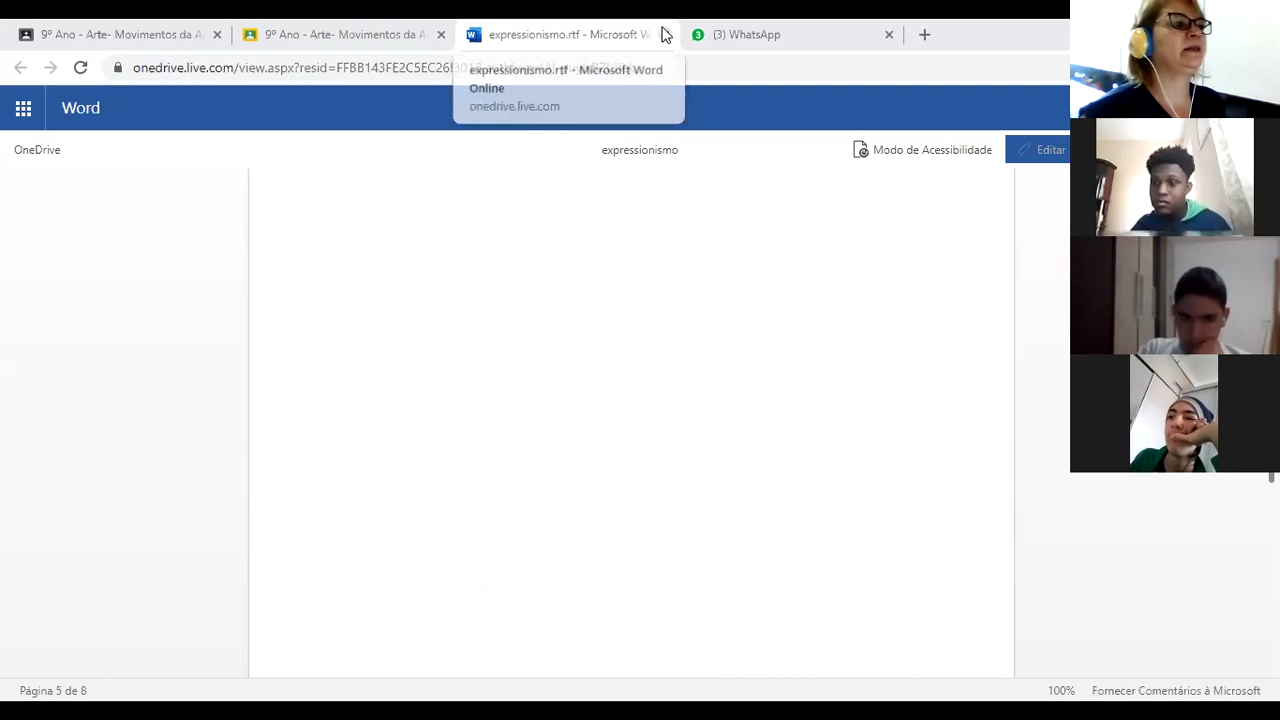 9º Ano - Arte- Movimentos da A
9º Ano - Arte- Movimentos da A
expressionismo.rtf - Microsoft W
(3) WhatsApp
onedrive.live.com/view.aspx?resid=FFBB143FE2C5EC26!
expressionismo.rtf - Microsoft Word
Online
onedrive.live.com
Word
OneDrive
expressionismo
Modo de Acessibilidade
Editar
Página 5 de 8
100%
Fornecer Comentários à Microsoft